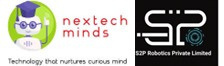 nextech
minds
Technology that nurtures curious mind
S2P
S2P Robotics Private Limited